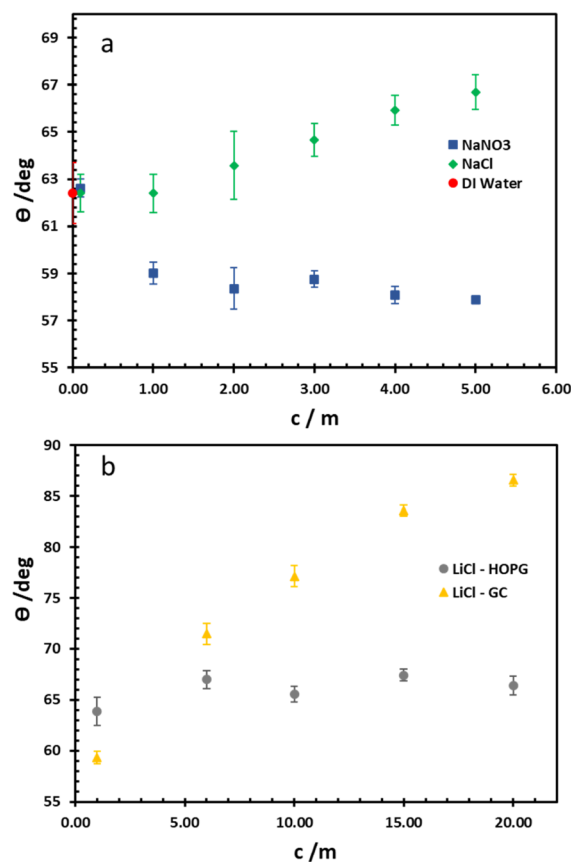 a
69
67
65
63
61
59
57
55
Θ /deg
NaNO3
NaCl
DI Water
0.00 1.00 2.00 3.00 4.00 5.00 6.00
c / m
b
90
85
80
75
70
65
60
55
Θ /deg
LiCl - HOPG
LiCl - GC
0.00 5.00 10.00 15.00 20.00
c / m